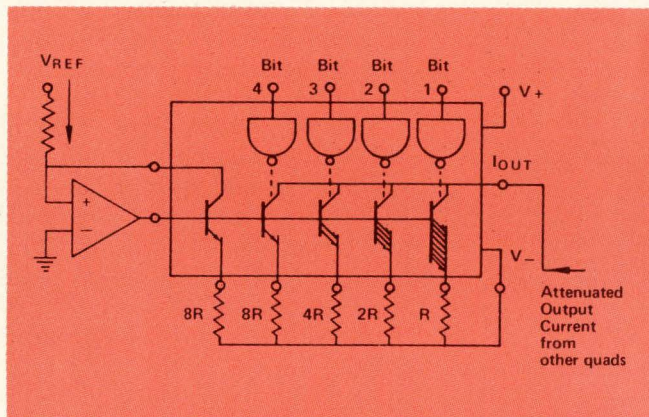 VREF
Bit Bit Bit Bit
4 3 2 1
V+
IOUT
+
−
V−
8R 8R 4R 2R R
Attenuated
Output
Current
from
other quads